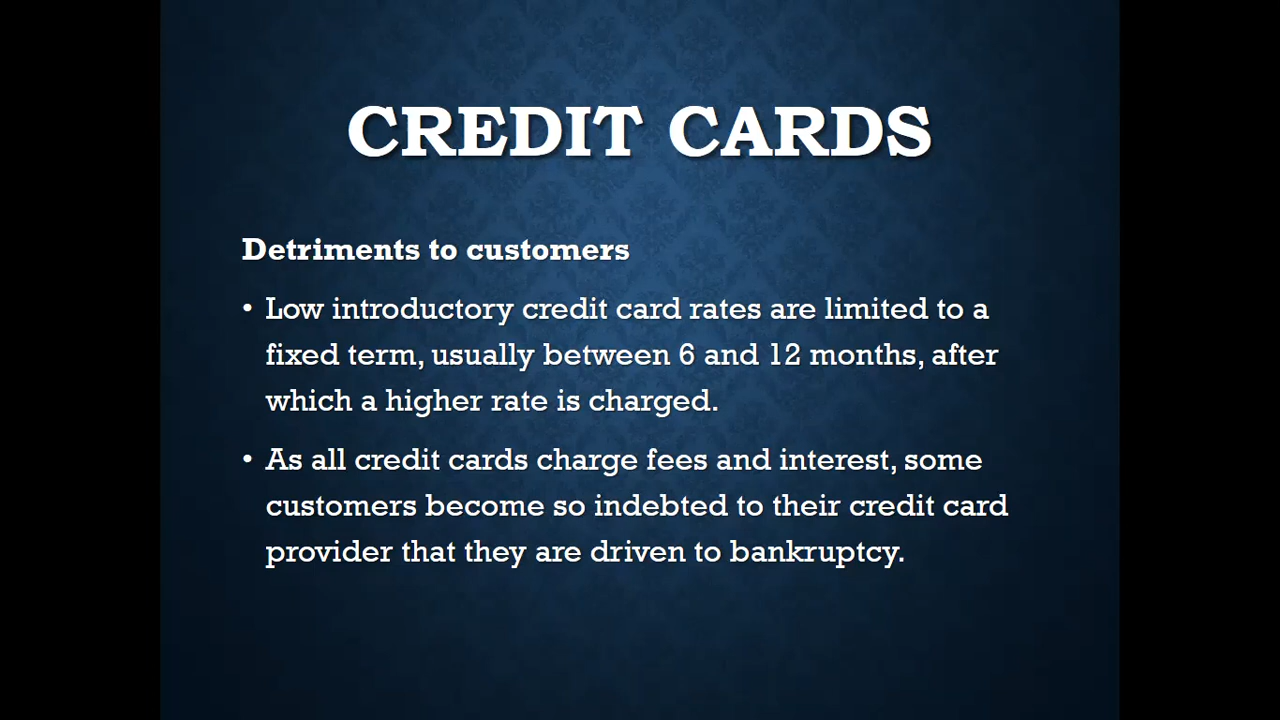 CREDIT CARDS
Detriments to customers
• Low introductory credit card rates are limited to a
fixed term, usually between 6 and 12 months, after
which a higher rate is charged.
• As all credit cards charge fees and interest, some
customers become so indebted to their credit card
provider that they are driven to bankruptcy.